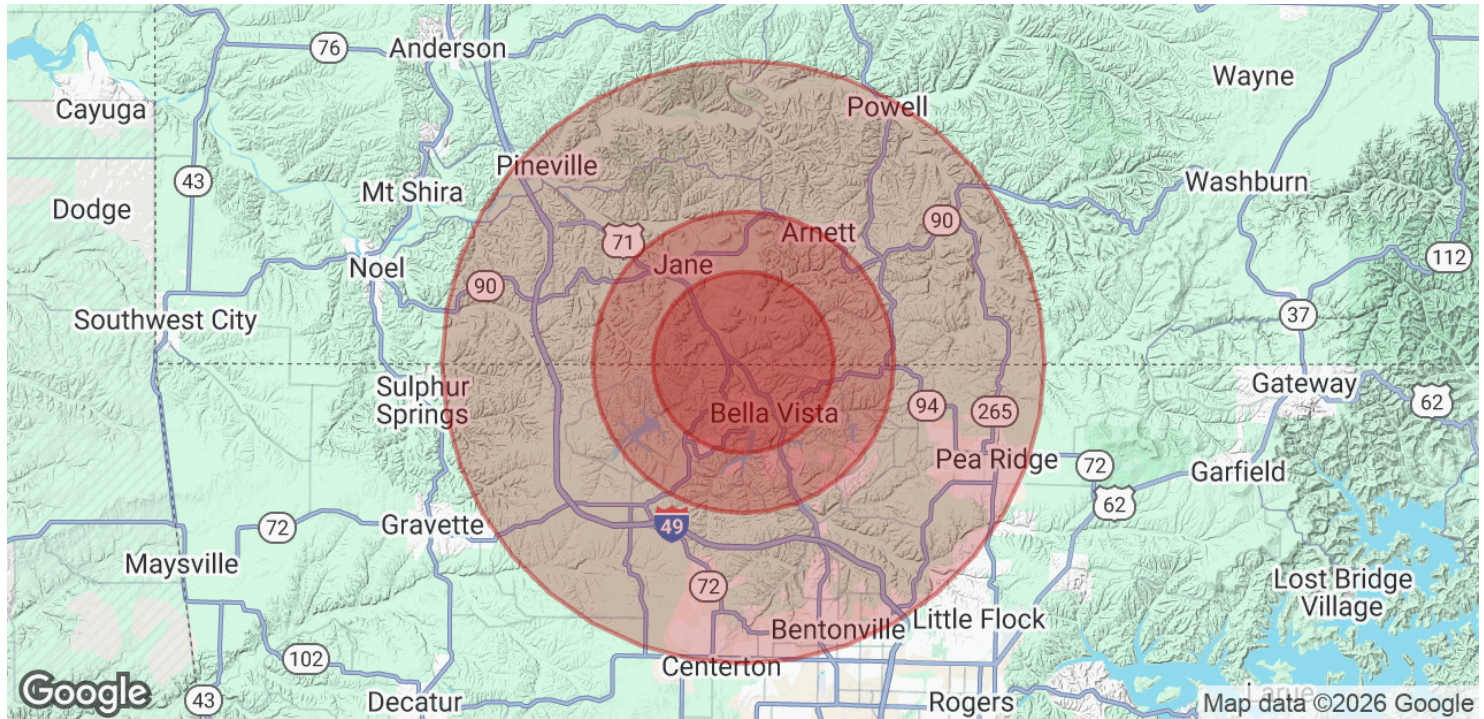 76
Anderson
Wayne
Cayuga
Powell
Pineville
43
Mt Shira
Washburn
Dodge
90
71
Arnett
112
Noel
Jane
90
37
Southwest City
Sulphur
Springs
Gateway
62
94
265
Bella Vista
Pea Ridge
72
Garfield
62
72
Gravette
49
Maysville
Lost Bridge
Village
72
Little Flock
Bentonville
102
Centerton
Google
43
Decatur
Rogers
Larue
Map data ©2026 Google